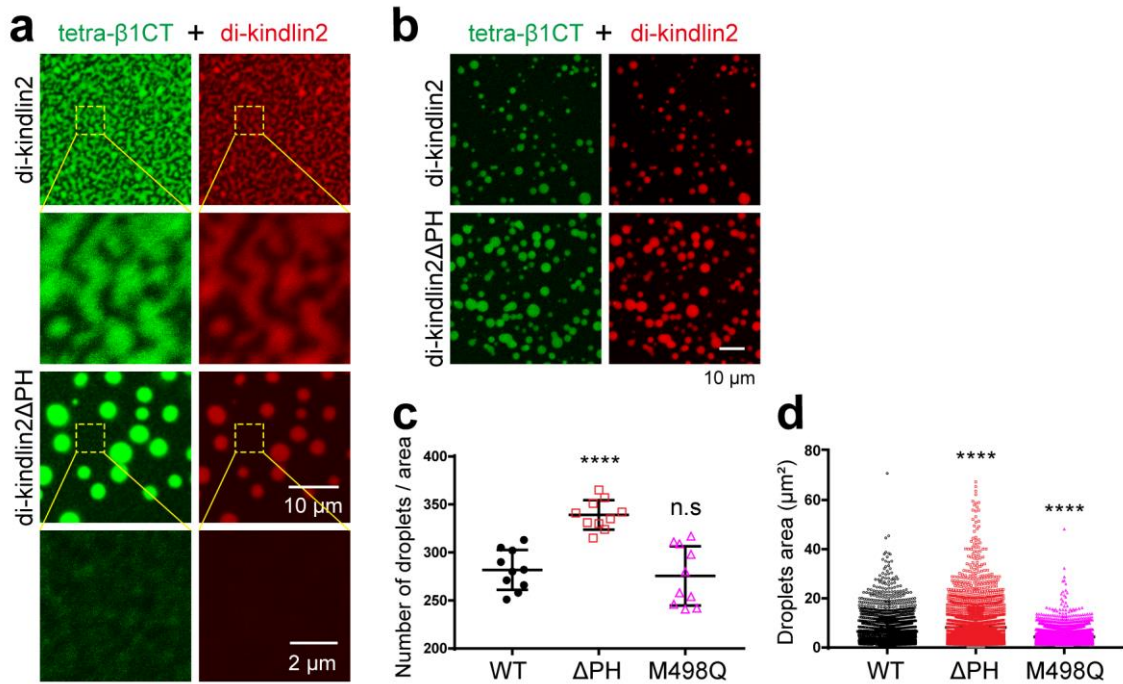 a
tetra-β1CT + di-kindlin2
di-kindlin2
di-kindlin2ΔPH
10 μm
2 μm
b
tetra-β1CT + di-kindlin2
di-kindlin2
di-kindlin2ΔPH
10 μm
c
Number of droplets / area
400
350
300
250
200
****
n.s
WT
ΔPH
M498Q
d
Droplets area (μm²)
80
60
40
20
0
****
****
WT
ΔPH
M498Q